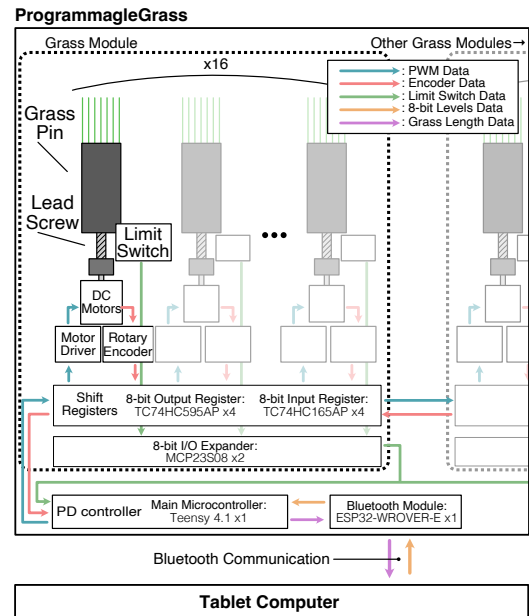 ProgrammagleGrass
Grass Module
Other Grass Modules→
x16
: PWM Data
: Encoder Data
: Limit Switch Data
: 8-bit Levels Data
: Grass Length Data
Grass
Pin
Lead
Screw
Limit
Switch
•••
DC
Motors
Motor
Driver
Rotary
Encoder
Shift
Registers
8-bit Output Register:
TC74HC595AP x4
8-bit Input Register:
TC74HC165AP x4
8-bit I/O Expander:
MCP23S08 x2
PD controller
Main Microcontroller:
Teensy 4.1 x1
Bluetooth Module:
ESP32-WROVER-E x1
Bluetooth Communication
Tablet Computer